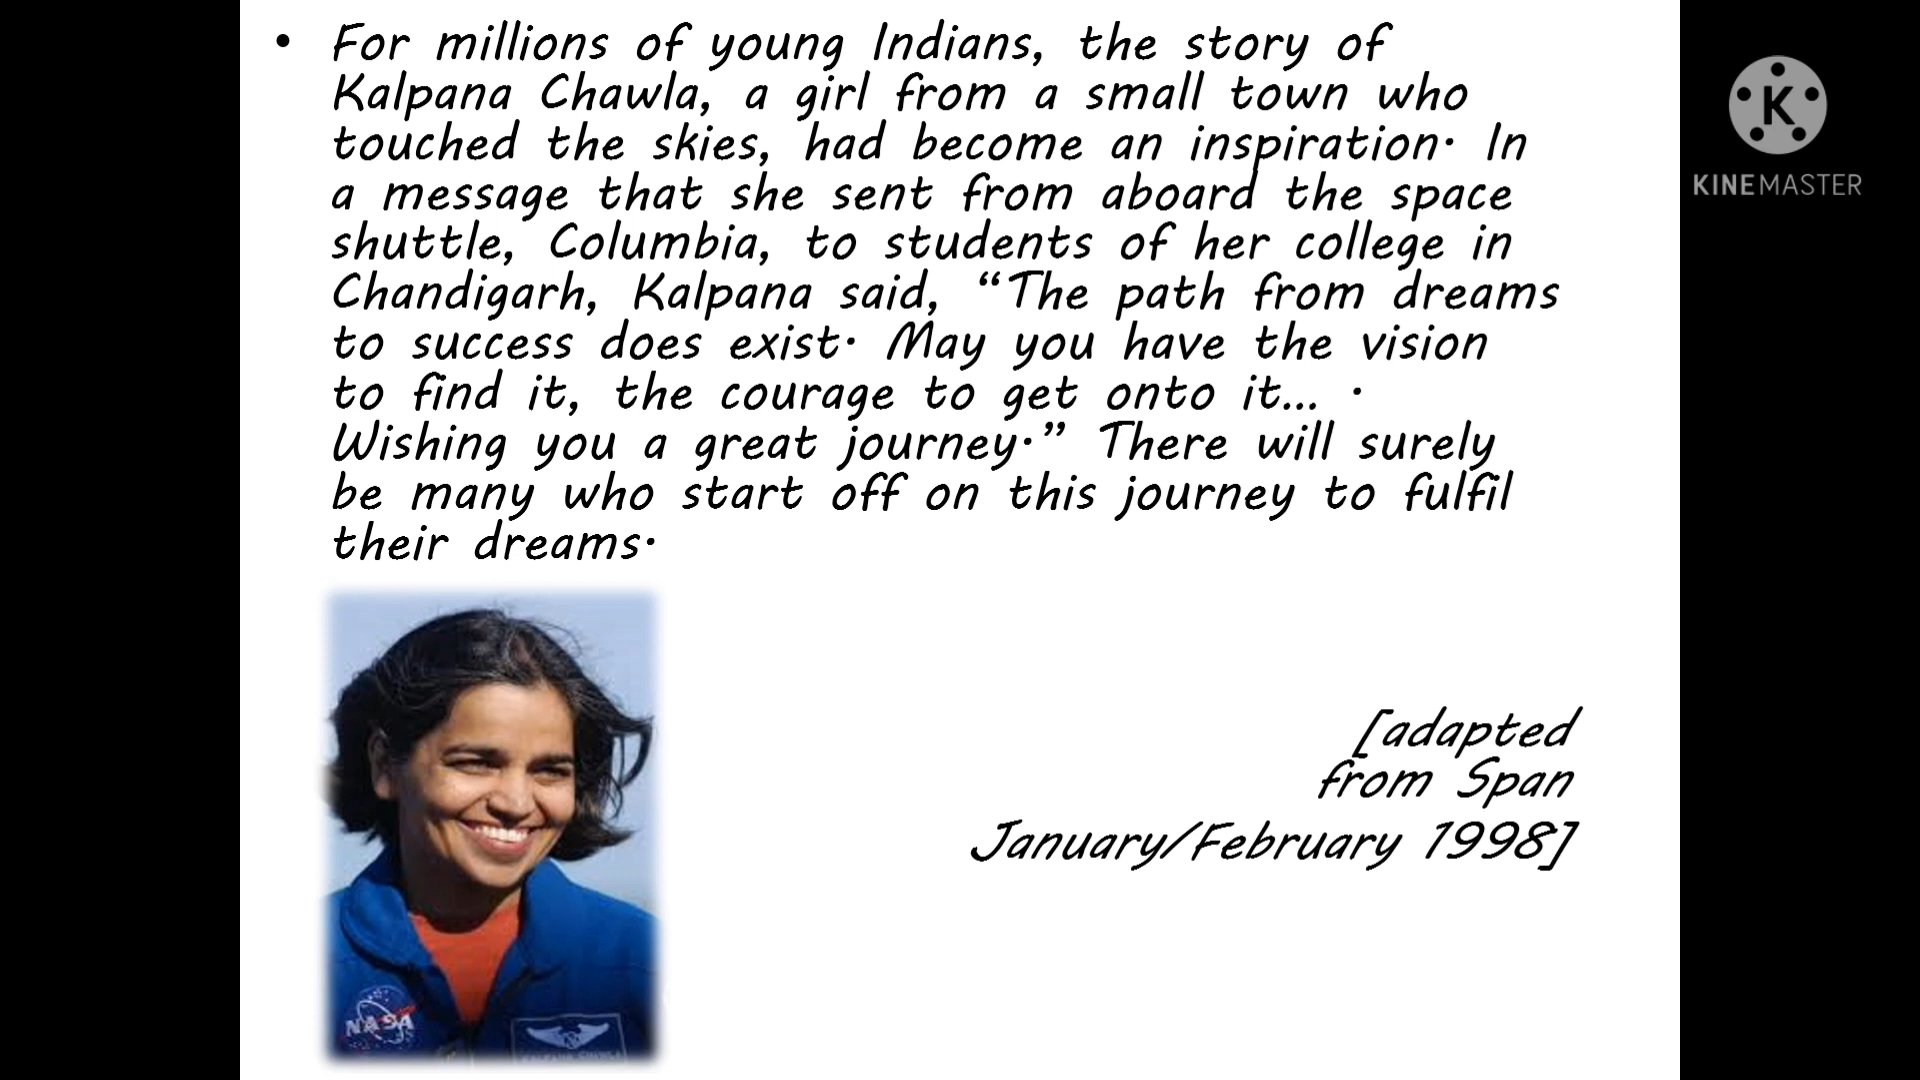 • For millions of young Indians, the story of
Kalpana Chawla, a girl from a small town who
touched the skies, had become an inspiration. In
a message that she sent from aboard the space
shuttle, Columbia, to students of her college in
Chandigarh, Kalpana said, “The path from dreams
to success does exist. May you have the vision
to find it, the courage to get onto it... .
Wishing you a great journey.” There will surely
be many who start off on this journey to fulfil
their dreams.
[adapted
from Span
January/February 1998]
NASA
KALPANA CHAWLA
K
KINEMASTER